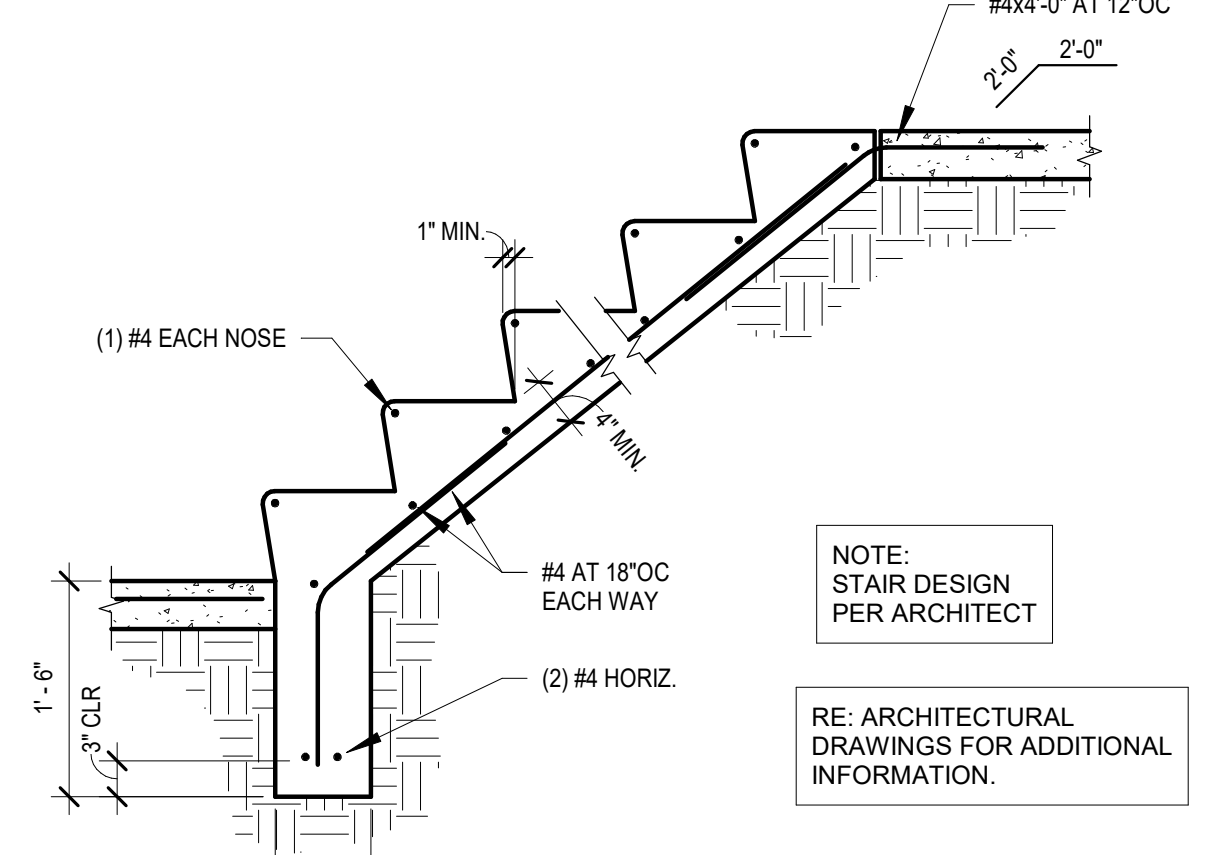 #4x4'-0" AT 12"OC
2'-0"
2'-0"
1" MIN.
(1) #4 EACH NOSE
4" MIN.
#4 AT 18"OC
EACH WAY
NOTE:
STAIR DESIGN
PER ARCHITECT
1' - 6"
3" CLR
(2) #4 HORIZ.
RE: ARCHITECTURAL
DRAWINGS FOR ADDITIONAL
INFORMATION.